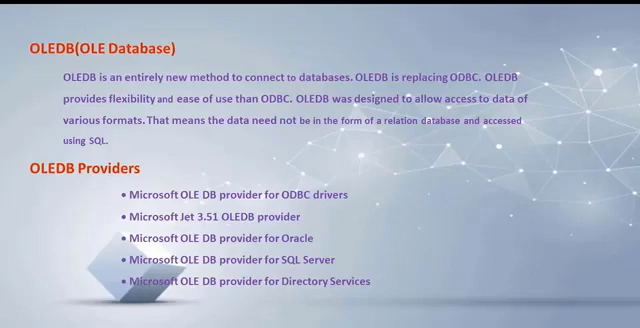 OLEDB(OLE Database)
OLEDB is an entirely new method to connect to databases. OLEDB is replacing ODBC. OLEDB
provides flexibility and ease of use than ODBC. OLEDB was designed to allow access to data of
various formats. That means the data need not be in the form of a relation database and accessed
using SQL.
OLEDB Providers
• Microsoft OLE DB provider for ODBC drivers
• Microsoft Jet 3.51 OLEDB provider
• Microsoft OLE DB provider for Oracle
• Microsoft OLE DB provider for SQL Server
• Microsoft OLE DB provider for Directory Services